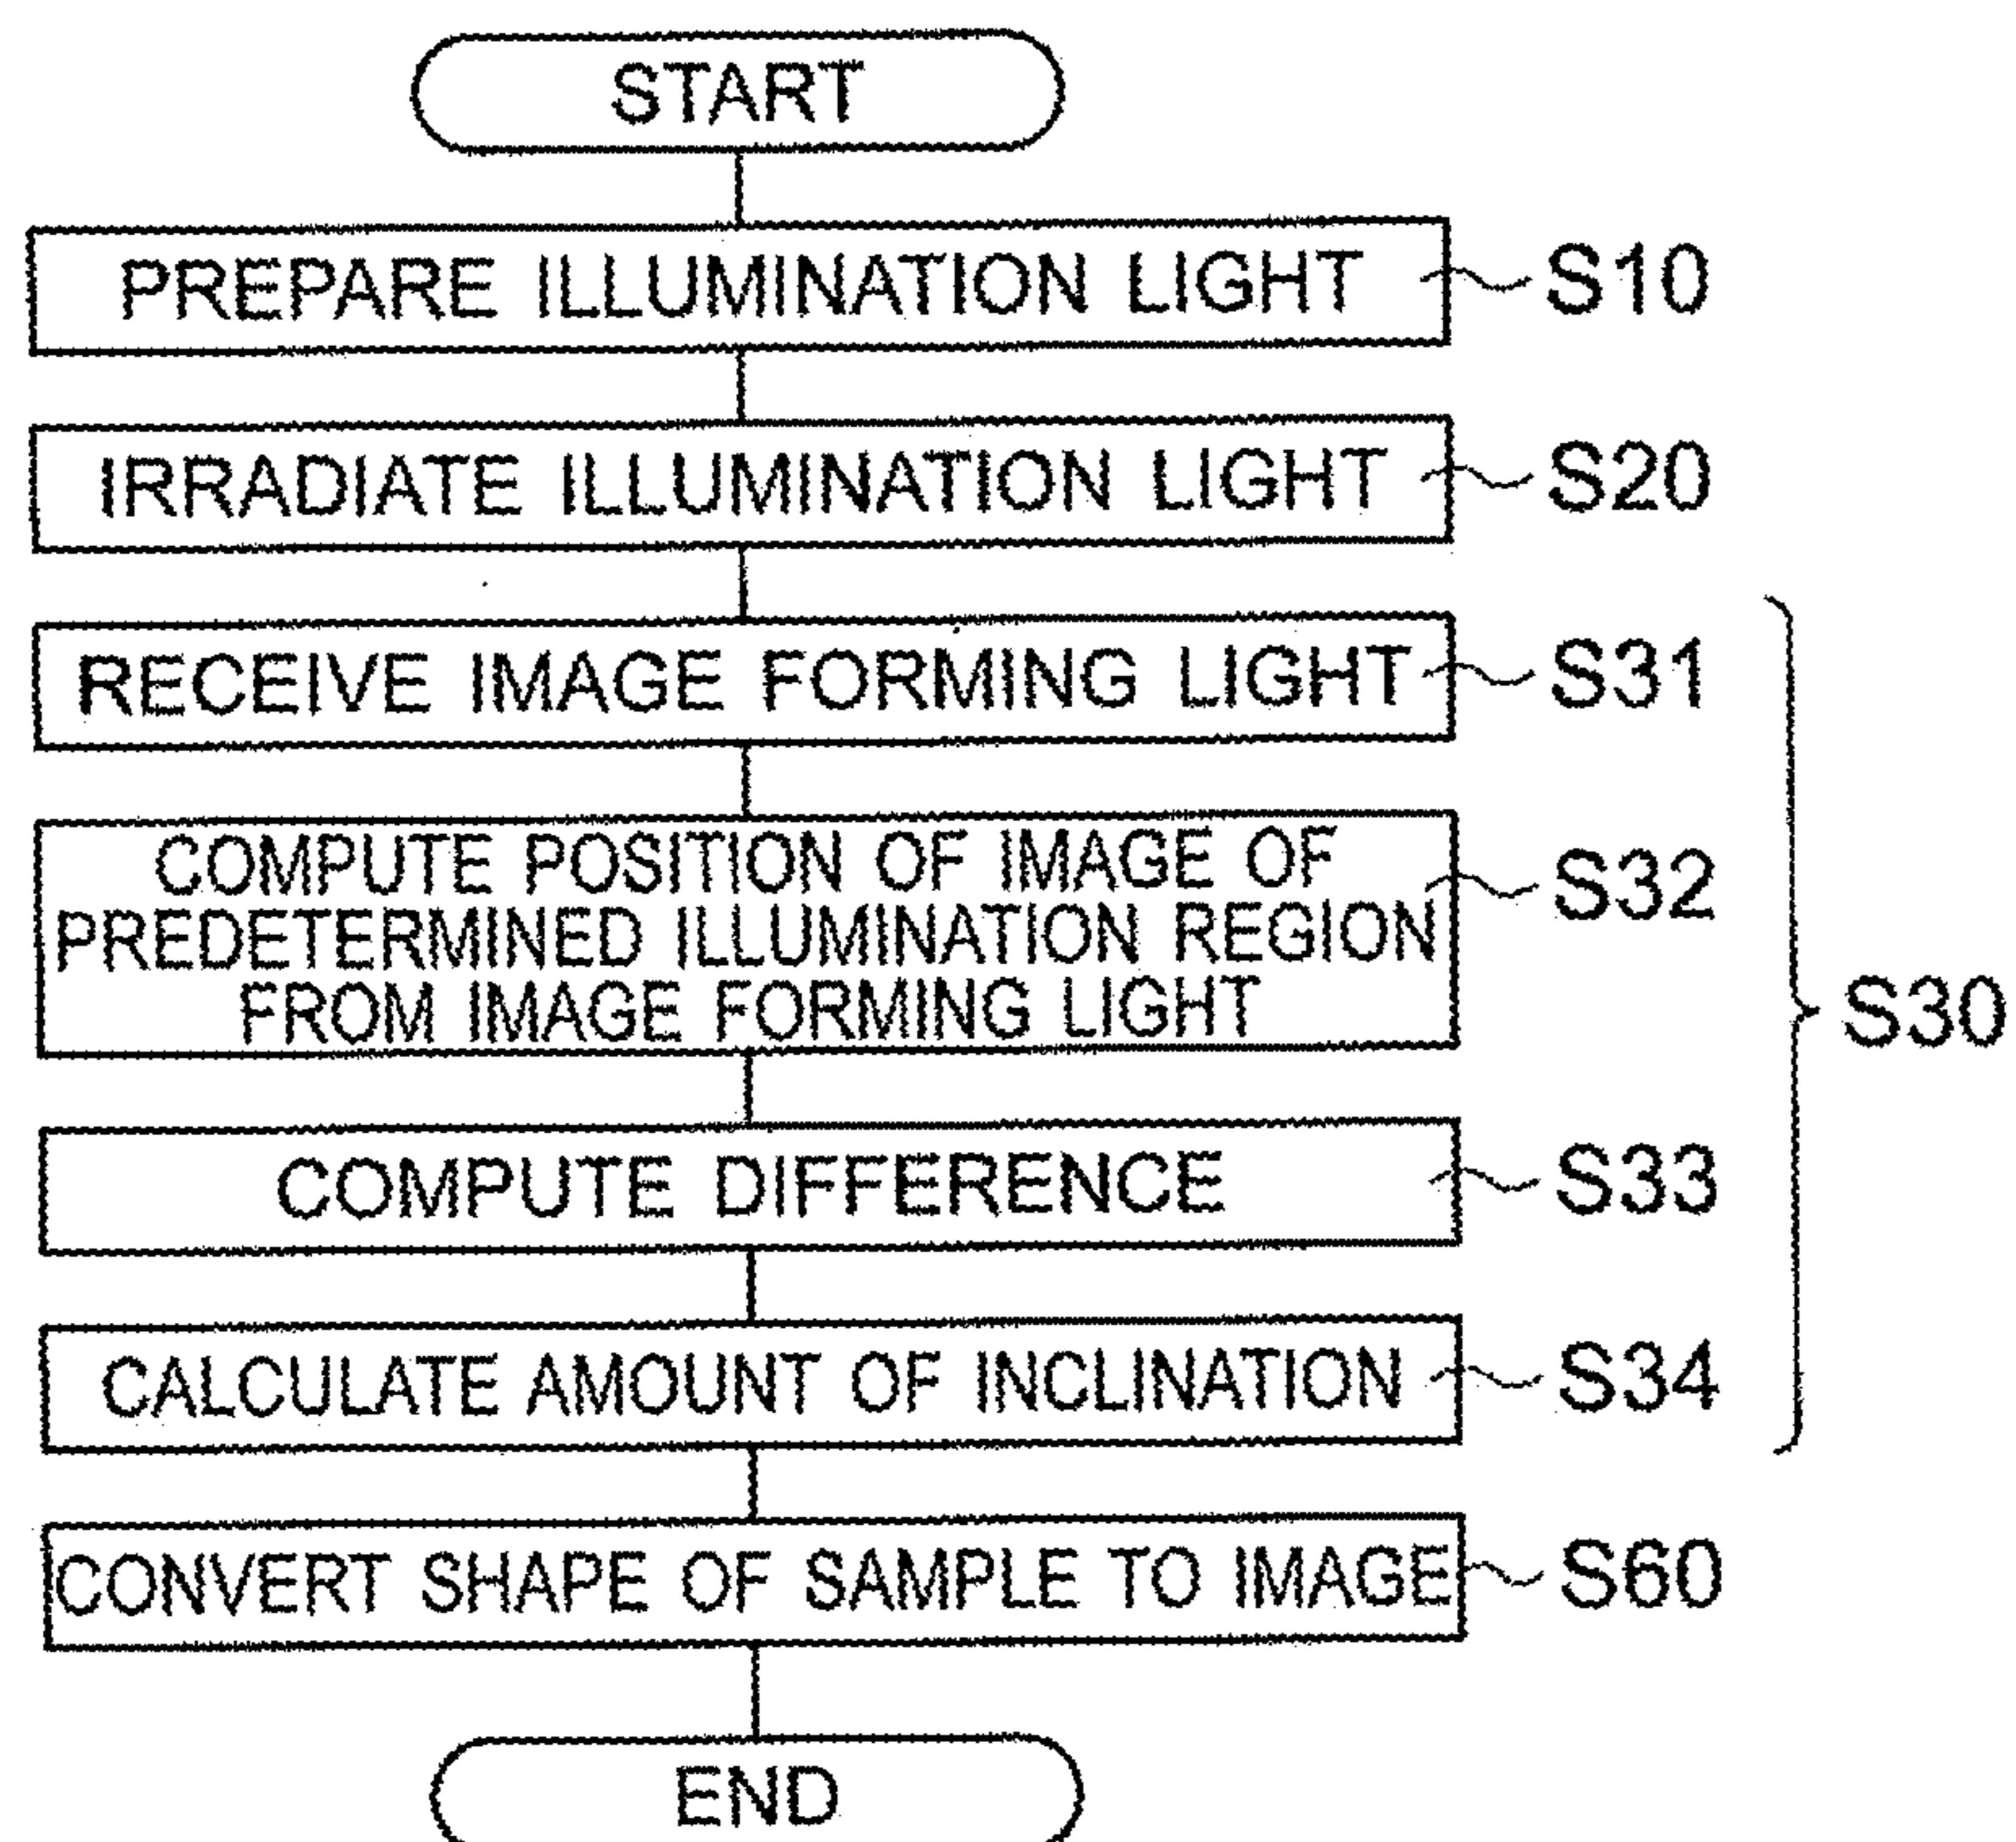 START
PREPARE ILLUMINATION LIGHT S10
IRRADIATE ILLUMINATION LIGHT S20
RECEIVE IMAGE FORMING LIGHT S31
COMPUTE POSITION OF IMAGE OF
PREDETERMINED ILLUMINATION REGION
FROM IMAGE FORMING LIGHT
S32
S30
COMPUTE DIFFERENCE S33
CALCULATE AMOUNT OF INCLINATION S34
CONVERT SHAPE OF SAMPLE TO IMAGE S60
END